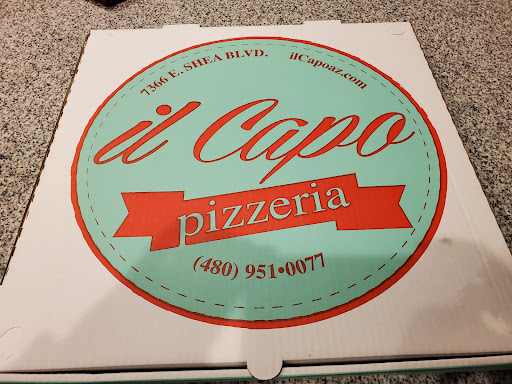 7366 E. SHEA BLVD. ilCapoaz.com
il Capo
pizzeria
(480) 951•0077